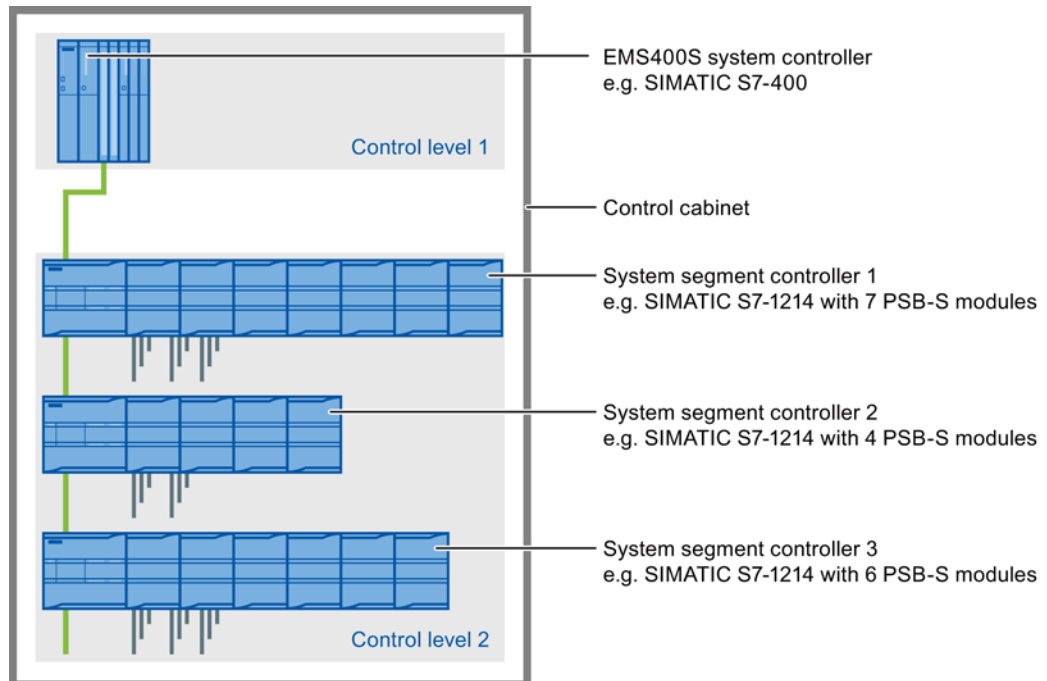 EMS400S system controller
e.g. SIMATIC S7-400
Control level 1
Control cabinet
System segment controller 1
e.g. SIMATIC S7-1214 with 7 PSB-S modules
System segment controller 2
e.g. SIMATIC S7-1214 with 4 PSB-S modules
System segment controller 3
e.g. SIMATIC S7-1214 with 6 PSB-S modules
Control level 2